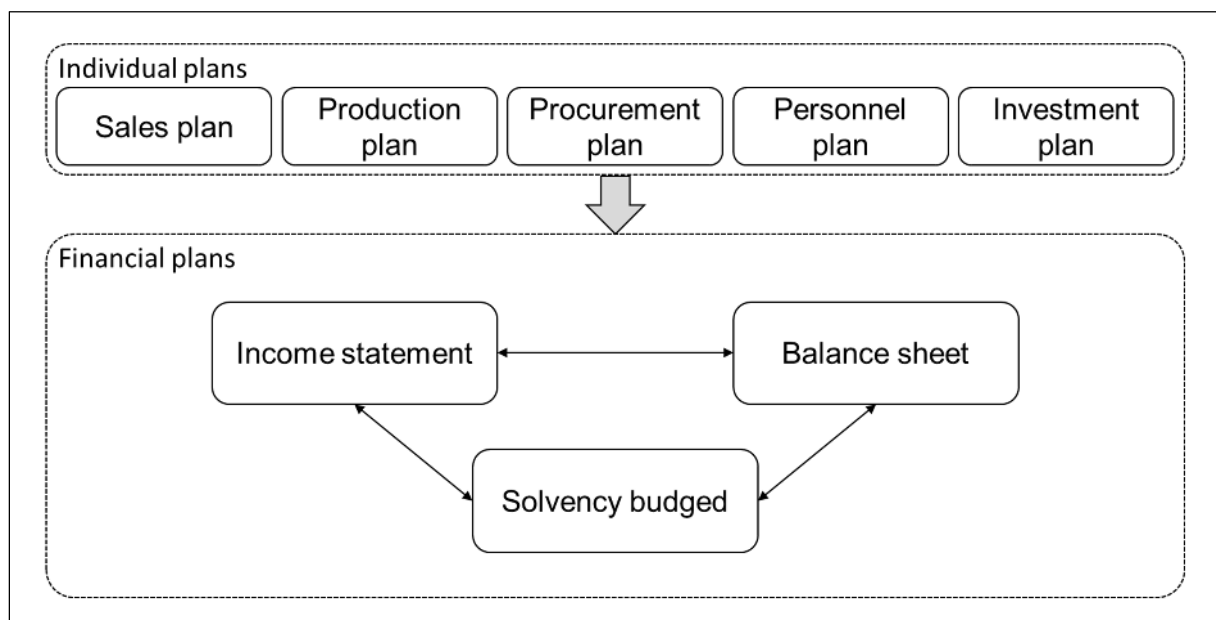 Individual plans
Sales plan
Production
plan
Procurement
plan
Personnel
plan
Investment
plan
Financial plans
Income statement
Balance sheet
Solvency budged